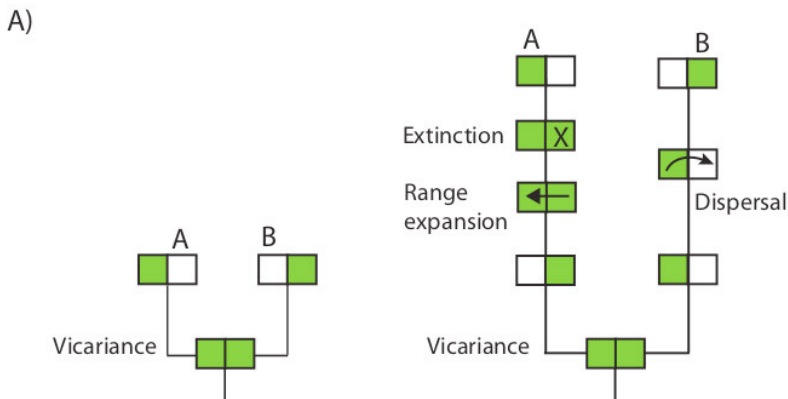 A)
A
B
Vicariance
A
B
Extinction
X
Range
expansion
Dispersal
Vicariance